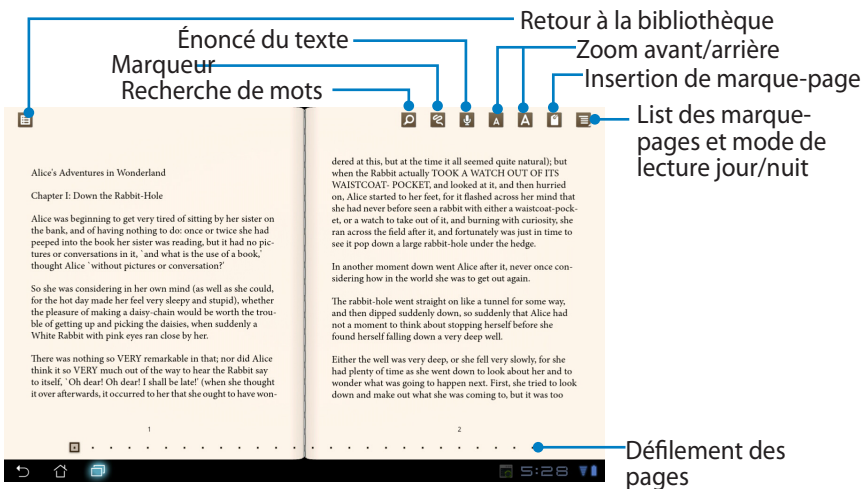 Retour à la bibliothèque
Énoncé du texte
Zoom avant/arrière
Marqueur
Insertion de marque-page
Recherche de mots
List des marque-
pages et mode de
lecture jour/nuit
A
A
Alice's Adventures in Wonderland
Chapter I: Down the Rabbit-Hole
Alice was beginning to get very tired of sitting by her sister on
the bank, and of having nothing to do: once or twice she had
peeped into the book her sister was reading, but it had no pic-
tures or conversations in it, `and what is the use of a book,'
thought Alice `without pictures or conversation?'
So she was considering in her own mind (as well as she could,
for the hot day made her feel very sleepy and stupid), whether
the pleasure of making a daisy-chain would be worth the trou-
ble of getting up and picking the daisies, when suddenly a
White Rabbit with pink eyes ran close by her.
There was nothing so VERY remarkable in that; nor did Alice
think it so VERY much out of the way to hear the Rabbit say
to itself, `Oh dear! Oh dear! I shall be late!' (when she thought
it over afterwards, it occurred to her that she ought to have won-
1
dered at this, but at the time it all seemed quite natural); but
when the Rabbit actually TOOK A WATCH OUT OF ITS
WAISTCOAT- POCKET, and looked at it, and then hurried
on, Alice started to her feet, for it flashed across her mind that
she had never before seen a rabbit with either a waistcoat-pock-
et, or a watch to take out of it, and burning with curiosity, she
ran across the field after it, and fortunately was just in time to
see it pop down a large rabbit-hole under the hedge.
In another moment down went Alice after it, never once con-
sidering how in the world she was to get out again.
The rabbit-hole went straight on like a tunnel for some way,
and then dipped suddenly down, so suddenly that Alice had
not a moment to think about stopping herself before she
found herself falling down a very deep well.
Either the well was very deep, or she fell very slowly, for she
had plenty of time as she went down to look about her and to
wonder what was going to happen next. First, she tried to look
down and make out what she was coming to, but it was too
2
Défilement des
pages
5:28